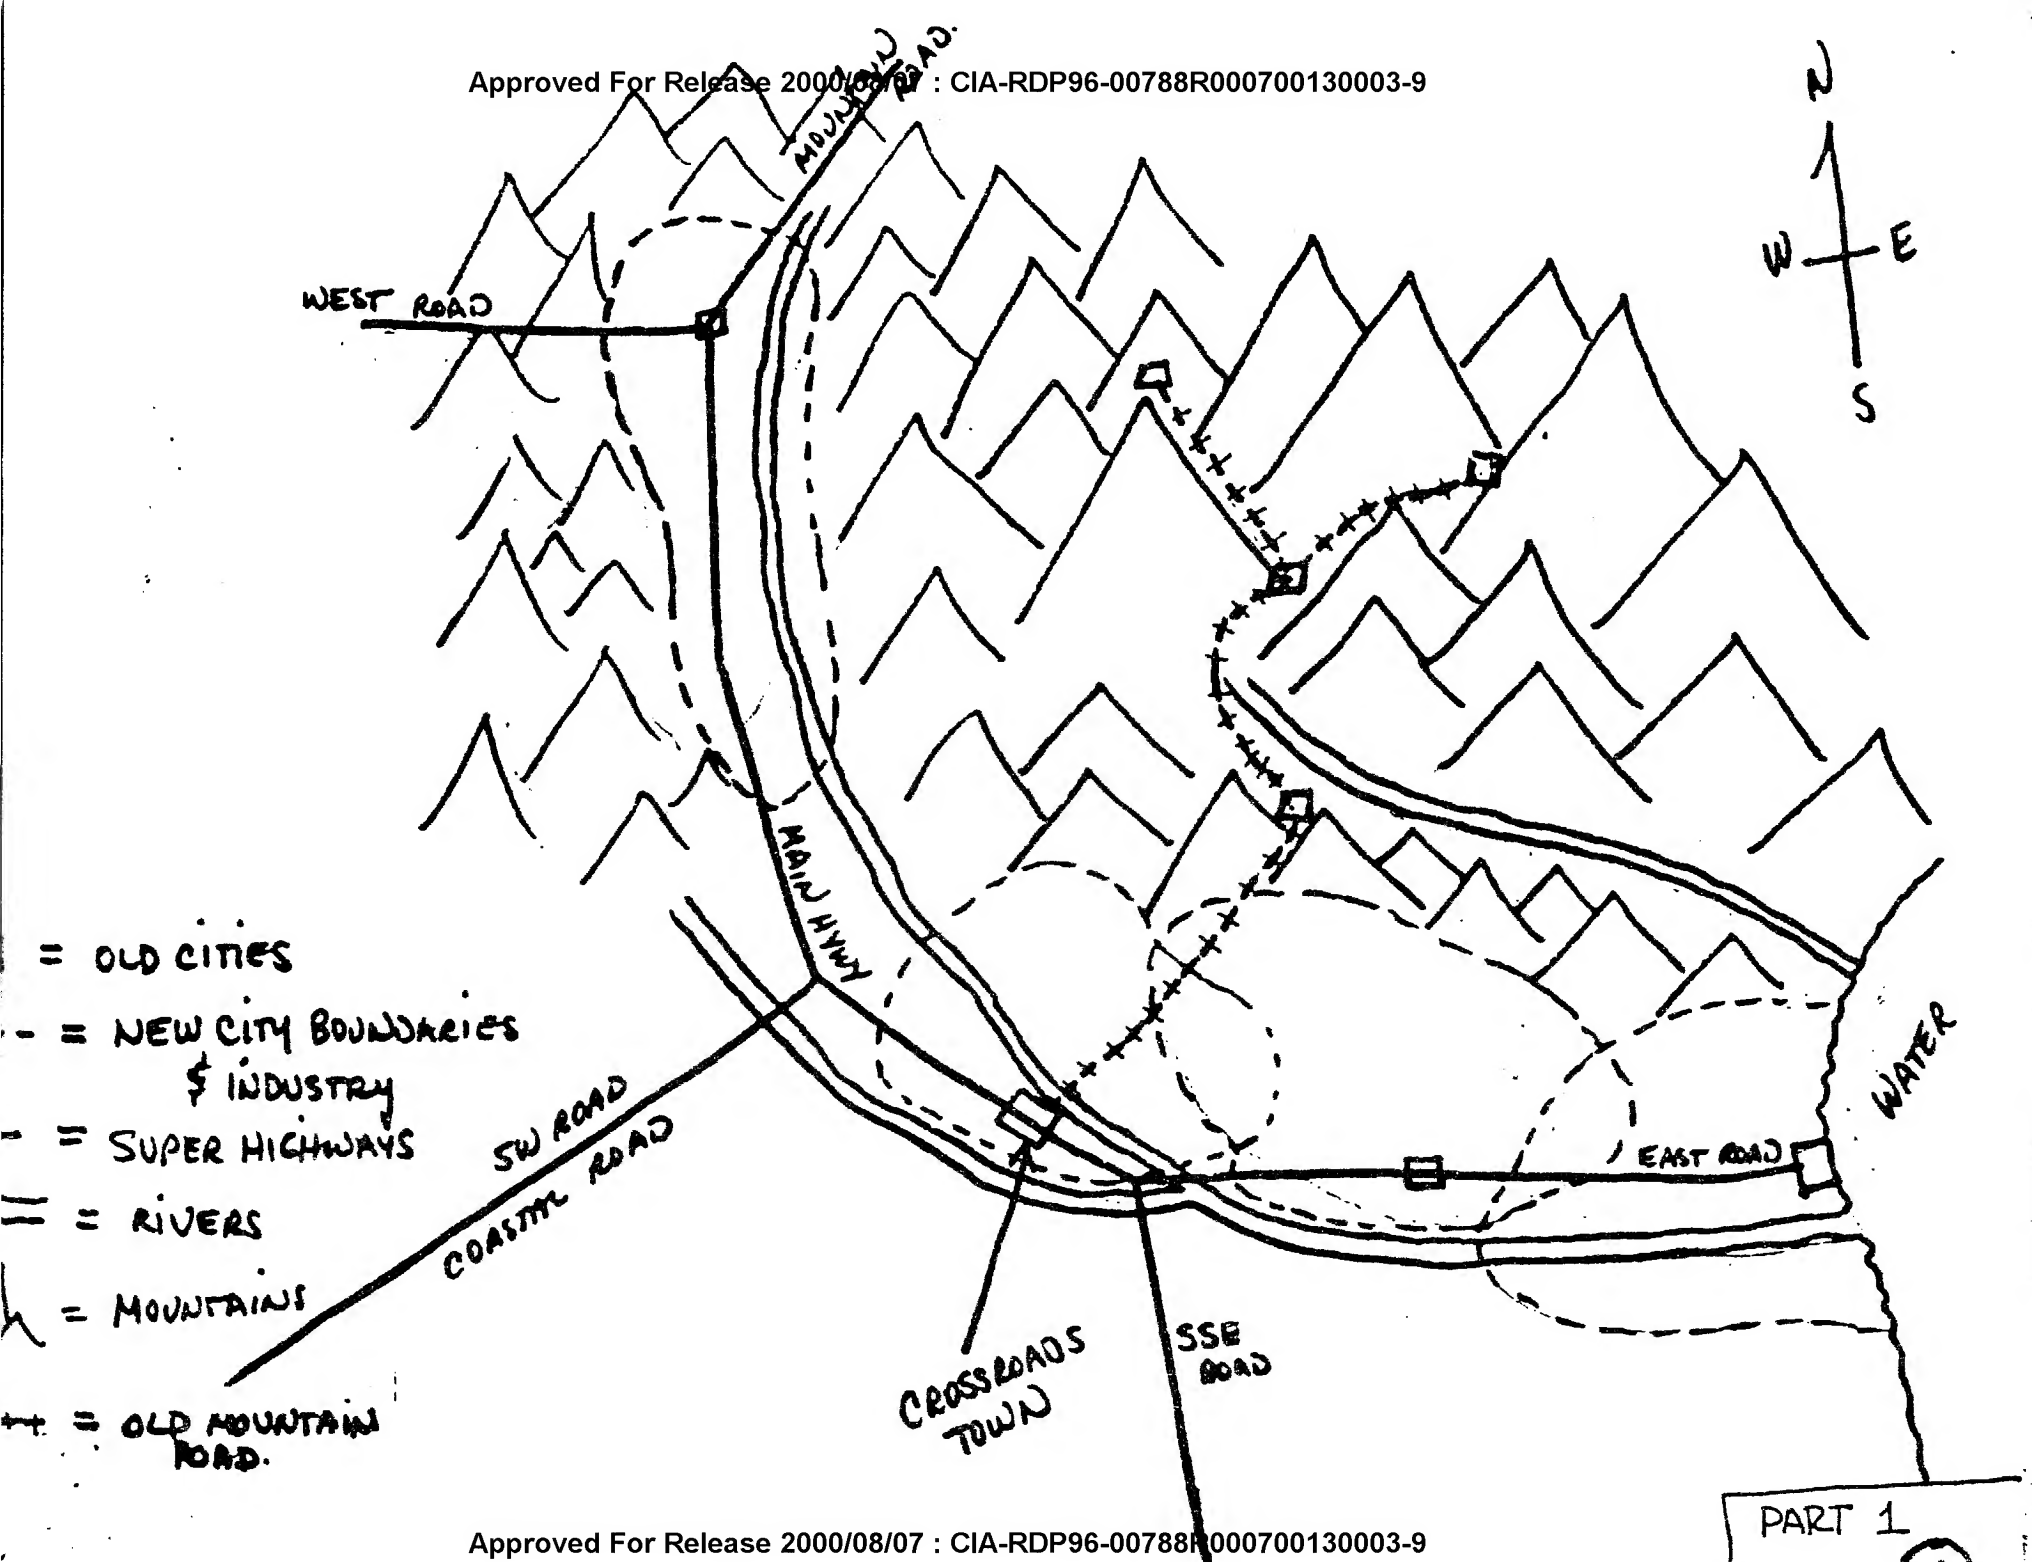 Approved For Release 2000/08/07 : CIA-RDP96-00788R000700130003-9
MOUNTAIN
ROAD.
N
W E
S
WEST ROAD
MAIN HYWY
= OLD CITIES
- = NEW CITY BOUNDARIES
& INDUSTRY
- = SUPER HIGHWAYS
= RIVERS
= MOUNTAINS
= OLD MOUNTAIN
ROAD.
SW ROAD
COASTAL ROAD
EAST ROAD
WATER
CROSSROADS
TOWN
SSE
ROAD
PART 1
Approved For Release 2000/08/07 : CIA-RDP96-00788R000700130003-9